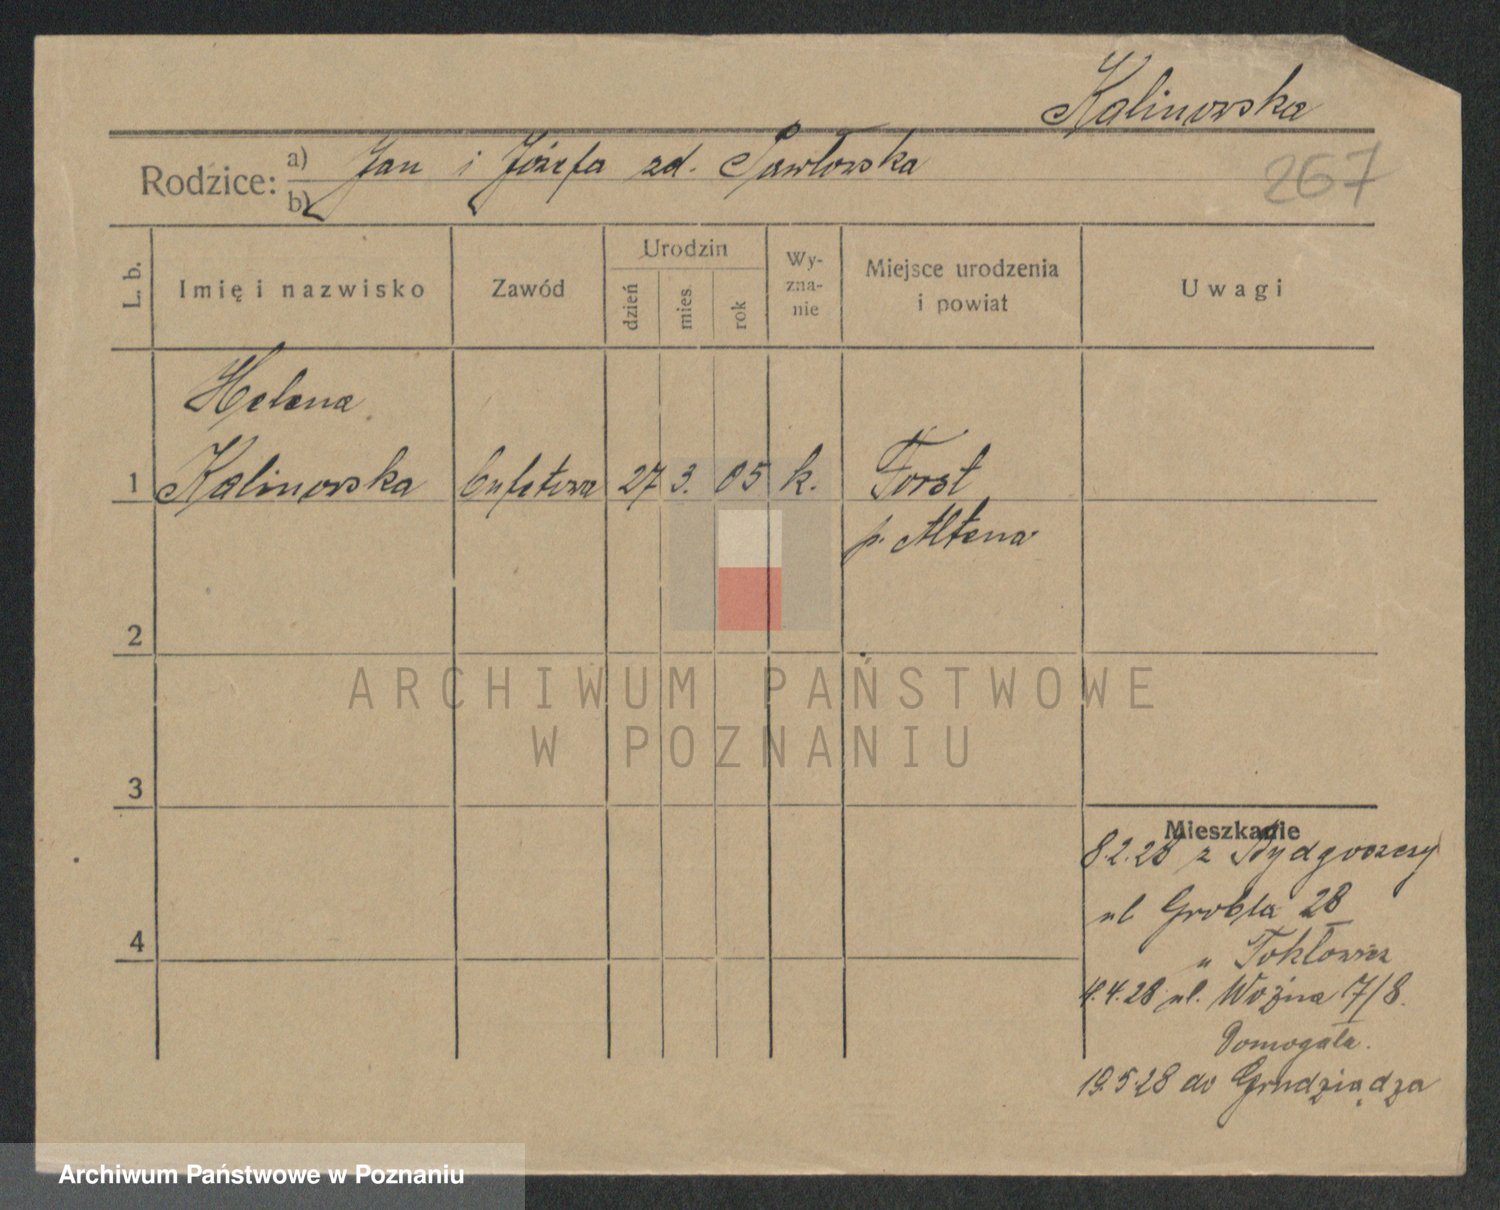 Kalinowska
267
Rodzice: a) Jan i Józefa zd. Pawłowska
b)
L. b.
Imię i nazwisko
Zawód
Urodzin
dzień
mies.
rok
Wy-
zna-
nie
Miejsce urodzenia
i powiat
Uwagi
Helena
1 Kalinowska bufetowa 27 3. 05 k. Forst
p. Altena
2
3
4
Mieszkanie
8.2.28 z Bydgoszczy
ul Grobla 28
4.4.28 ul. Woźna 7/8.
Domogała.
19.5.28 do Grudziądza
ARCHIWUM PAŃSTWOWE
W POZNANIU
Archiwum Państwowe w Poznaniu